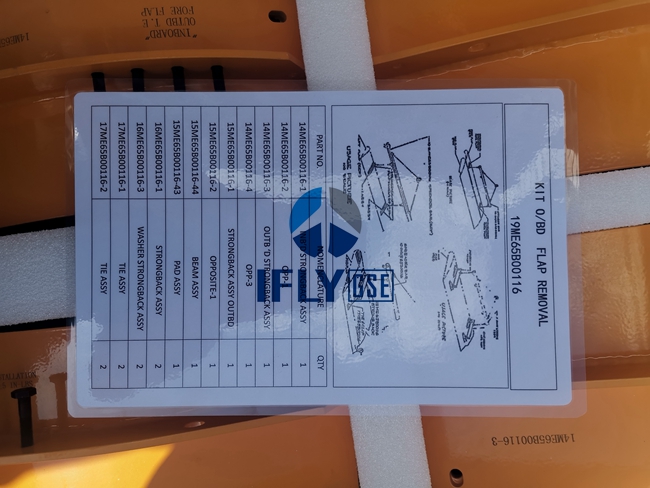 KIT O/BD FLAP REMOVAL
19ME65B00116
USAGE PICTURE
PART NO. NOMENCLATURE QTY
14ME65B00116-1 STRONGBACK ASSY 1
14ME65B00116-2 1
14ME65B00116-3 OUTB 'D STRONGBACK ASSY 1
14ME65B00116-4 OPP-3 1
15ME65B00116-1 STRONGBACK ASSY OUTBD 1
15ME65B00116-2 OPPOSITE-1 1
15ME65B00116-44 BEAM ASSY 1
15ME65B00116-43 PAD ASSY 1
16ME65B00116-1 STRONGBACK ASSY 2
16ME65B00116-3 WASHER STRONGBACK ASSY 2
17ME65B00116-1 TIE ASSY 2
17ME65B00116-2 TIE ASSY 2
FLY GSE
"INBOARD"
OUTBD T.E
FORE FLAP
14ME65B00116-3